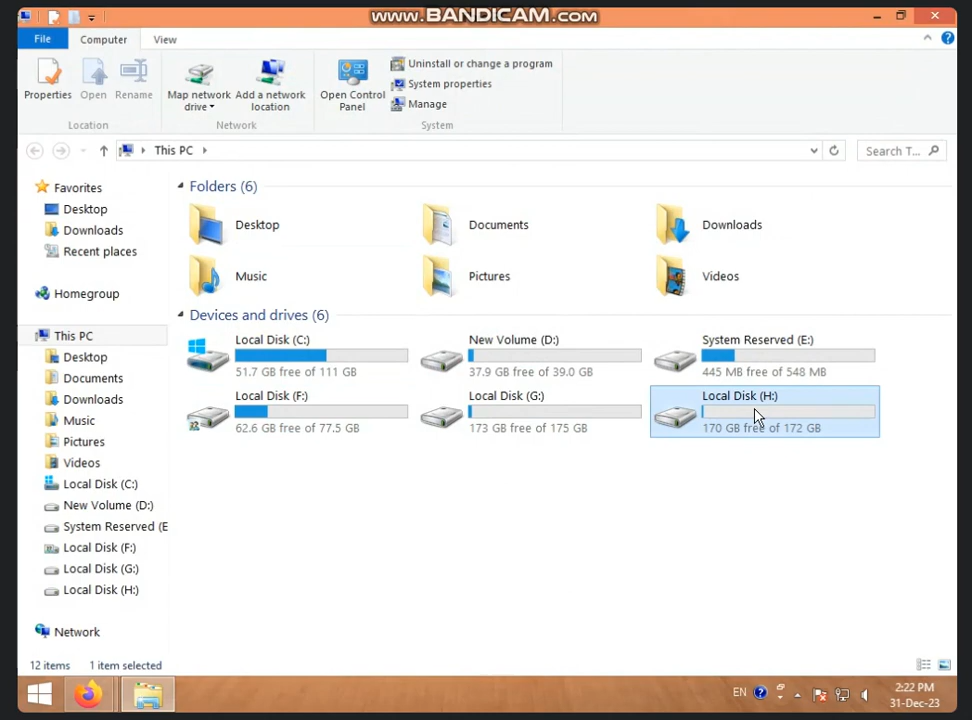 WWW.BANDICAM.COM
File
Computer
View
Properties
Open
Rename
Location
Map network drive
Add a network location
Network
Open Control Panel
Uninstall or change a program
System properties
Manage
System
This PC
Search T...
Favorites
Desktop
Downloads
Recent places
Homegroup
This PC
Desktop
Documents
Downloads
Music
Pictures
Videos
Local Disk (C:)
New Volume (D:)
System Reserved (E
Local Disk (F:)
Local Disk (G:)
Local Disk (H:)
Network
Folders (6)
Desktop
Documents
Downloads
Music
Pictures
Videos
Devices and drives (6)
Local Disk (C:)
51.7 GB free of 111 GB
New Volume (D:)
37.9 GB free of 39.0 GB
System Reserved (E:)
445 MB free of 548 MB
Local Disk (F:)
62.6 GB free of 77.5 GB
Local Disk (G:)
173 GB free of 175 GB
Local Disk (H:)
170 GB free of 172 GB
12 items
1 item selected
EN
2:22 PM
31-Dec-23